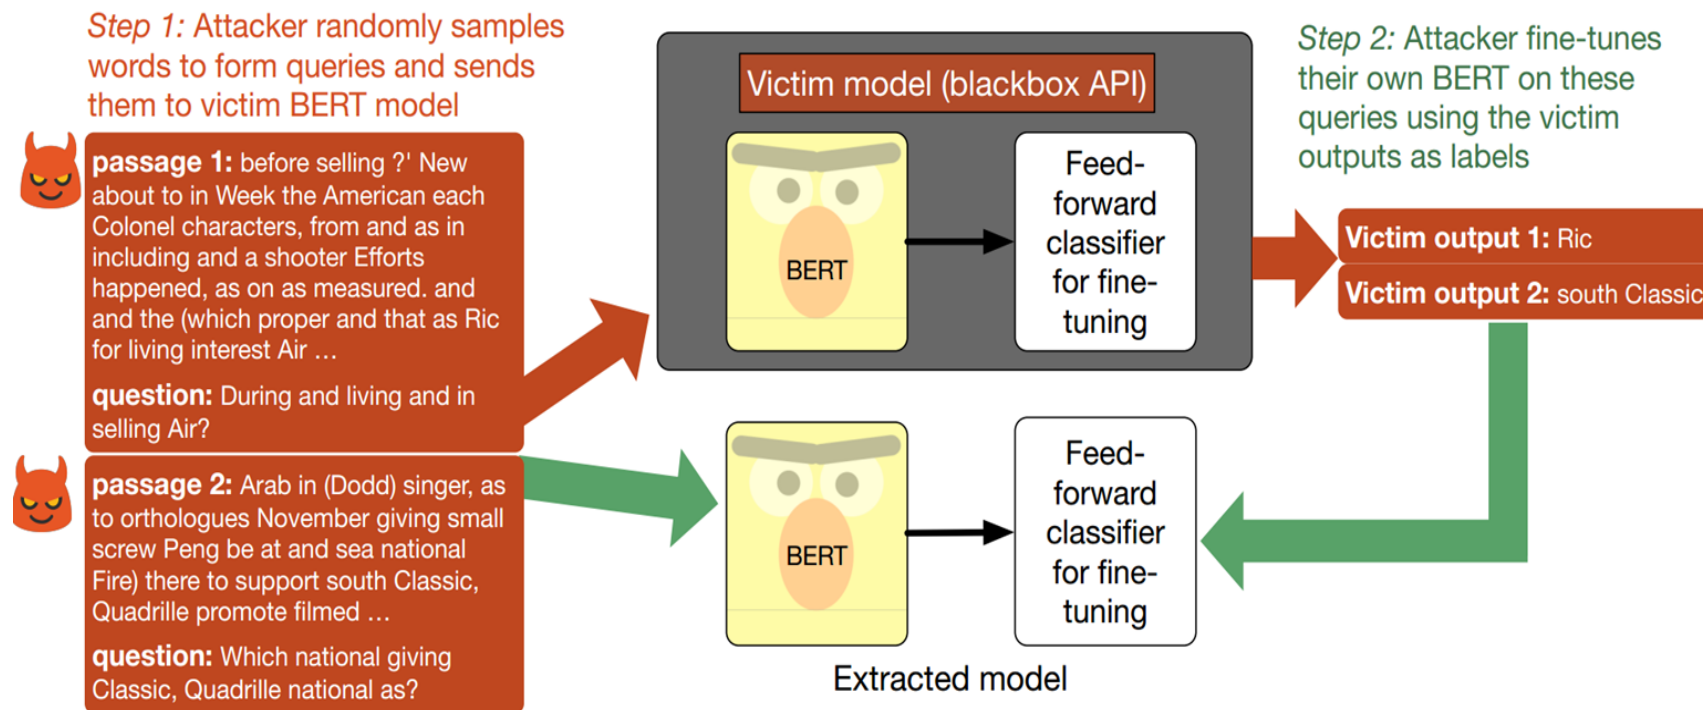 Step 1: Attacker randomly samples
words to form queries and sends
them to victim BERT model
passage 1: before selling ?' New
about to in Week the American each
Colonel characters, from and as in
including and a shooter Efforts
happened, as on as measured. and
and the (which proper and that as Ric
for living interest Air …
question: During and living and in
selling Air?
passage 2: Arab in (Dodd) singer, as
to orthologues November giving small
screw Peng be at and sea national
Fire) there to support south Classic,
Quadrille promote filmed …
question: Which national giving
Classic, Quadrille national as?
Victim model (blackbox API)
BERT
Feed-
forward
classifier
for fine-
tuning
BERT
Feed-
forward
classifier
for fine-
tuning
Extracted model
Step 2: Attacker fine-tunes
their own BERT on these
queries using the victim
outputs as labels
Victim output 1: Ric
Victim output 2: south Classic